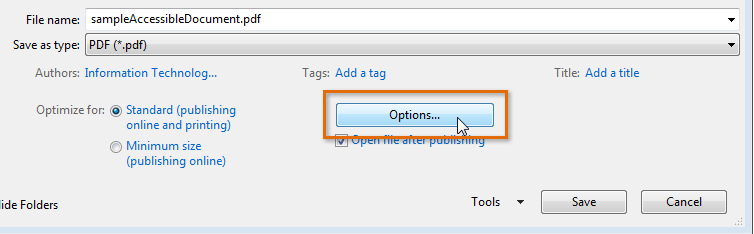 File name: sampleAccessibleDocument.pdf
Save as type: PDF (*.pdf)
Authors: Information Technolog... Tags: Add a tag Title: Add a title
Optimize for: Standard (publishing
online and printing)
Minimum size
(publishing online)
Options...
Open file after publishing
lide Folders
Tools Save Cancel